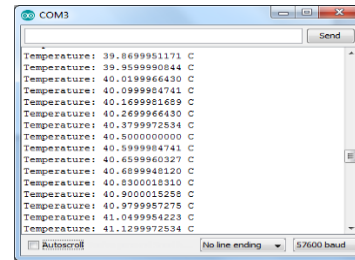 COM3
Send
Temperature: 39.8699951171 C
Temperature: 39.9599990844 C
Temperature: 40.0199966430 C
Temperature: 40.0999984741 C
Temperature: 40.1699981689 C
Temperature: 40.2699966430 C
Temperature: 40.3799972534 C
Temperature: 40.5000000000 C
Temperature: 40.5999984741 C
Temperature: 40.6599960327 C
Temperature: 40.6899948120 C
Temperature: 40.8300018310 C
Temperature: 40.9000015258 C
Temperature: 40.9799957275 C
Temperature: 41.0499954223 C
Temperature: 41.1299972534 C
Autoscroll No line ending 57600 baud